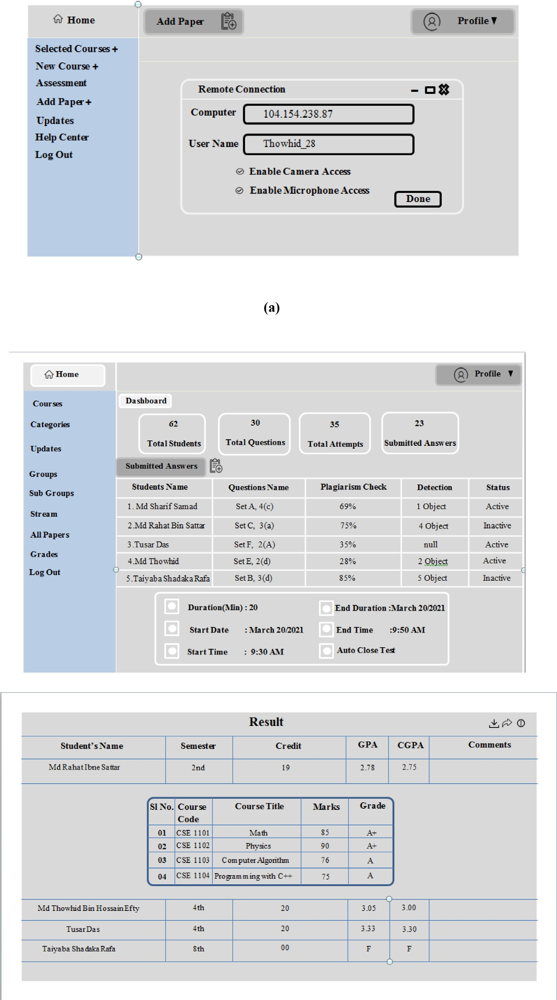 Home
Add Paper
Profile ▼
Selected Courses +
New Course +
Assessment
Add Paper +
Updates
Help Center
Log Out
Remote Connection
Computer 104.154.238.87
User Name Thowhid_28
Enable Camera Access
Enable Microphone Access
Done
(a)
Home
Profile ▼
Courses
Categories
Updates
Groups
Sub Groups
Stream
All Papers
Grades
Log Out
Dashboard
62 30 35 23
Total Students Total Questions Total Attempts Submitted Answers
Submitted Answers
Students Name Questions Name Plagiarism Check Detection Status
1. Md Sharif Samad Set A, 4(c) 69% 1 Object Active
2.Md Rahat Bin Sattar Set C, 3(a) 75% 4 Object Inactive
3.Tusar Das Set F, 2(A) 35% null Active
4.Md Thowhid Set E, 2(d) 28% 2 Object Active
5.Taiyaba Shadaka Rafa Set B, 3(d) 85% 5 Object Inactive
Duration(Min) : 20 End Duration :March 20/2021
Start Date : March 20/2021 End Time :9:50 AM
Start Time : 9:30 AM Auto Close Test
Result
Student’s Name Semester Credit GPA CGPA Comments
Md Rahat Ibne Sattar 2nd 19 2.78 2.75
Sl No. Course Course Title Marks Grade
Code
01 CSE 1101 Math 85 A+
02 CSE 1102 Physics 90 A+
03 CSE 1103 Computer Algorithm 76 A
04 CSE 1104 Programming with C++ 75 A
Md Thowhid Bin Hossain Efty 4th 20 3.05 3.00
Tusar Das 4th 20 3.33 3.30
Taiyaba Shadaka Rafa 8th 00 F F